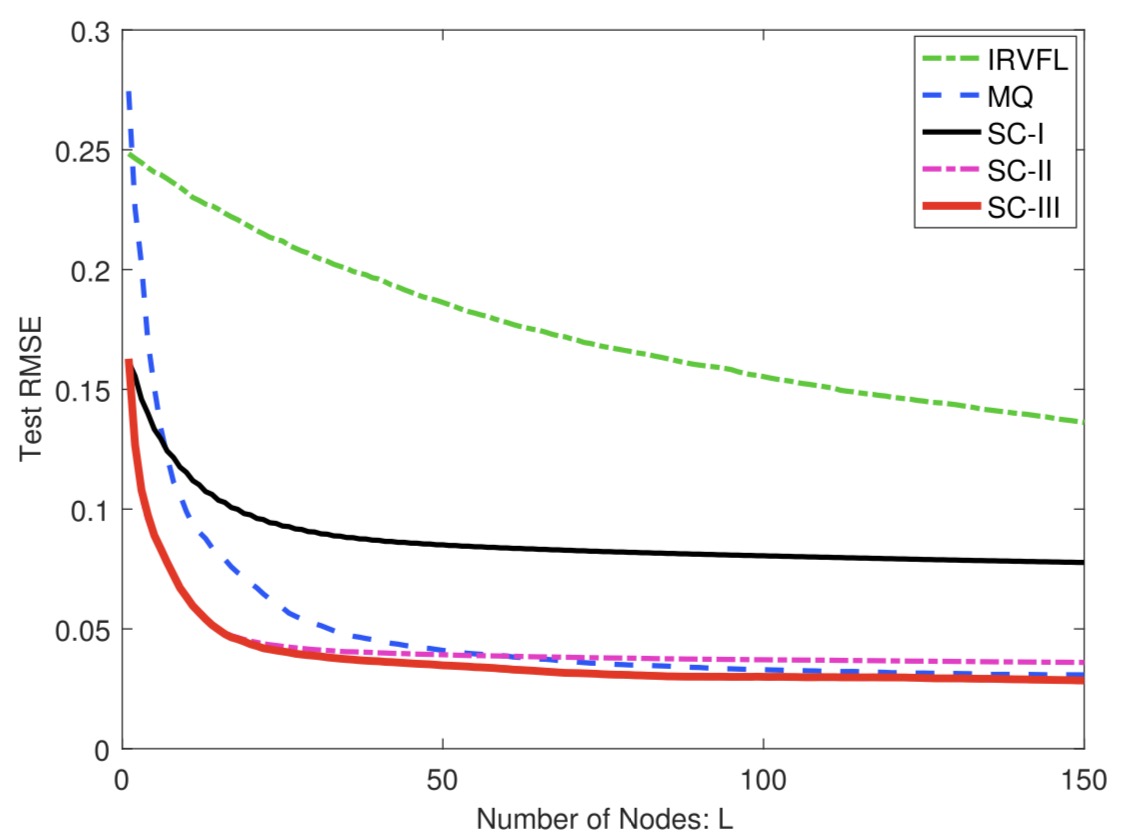 0.3
0.25
0.2
0.15
0.1
0.05
0
Test RMSE
0
50
100
150
Number of Nodes: L
IRVFL
MQ
SC-I
SC-II
SC-III